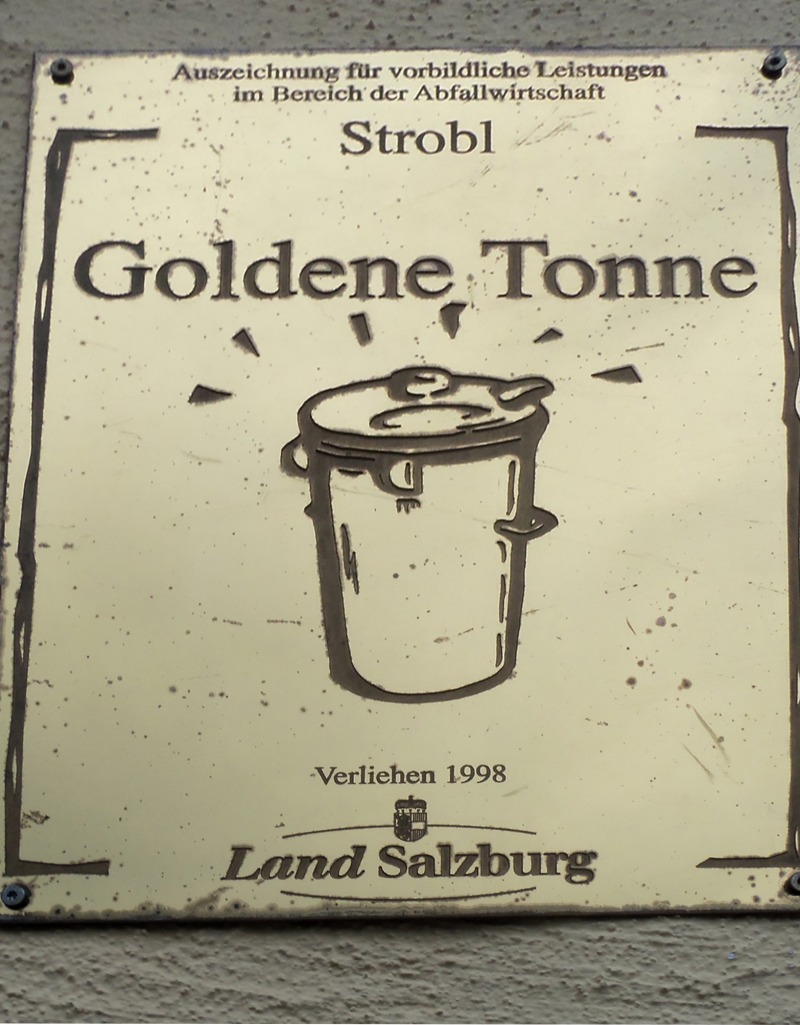 Auszeichnung für vorbildliche Leistungen
im Bereich der Abfallwirtschaft
Strobl
Goldene Tonne
Verliehen 1998
Land Salzburg